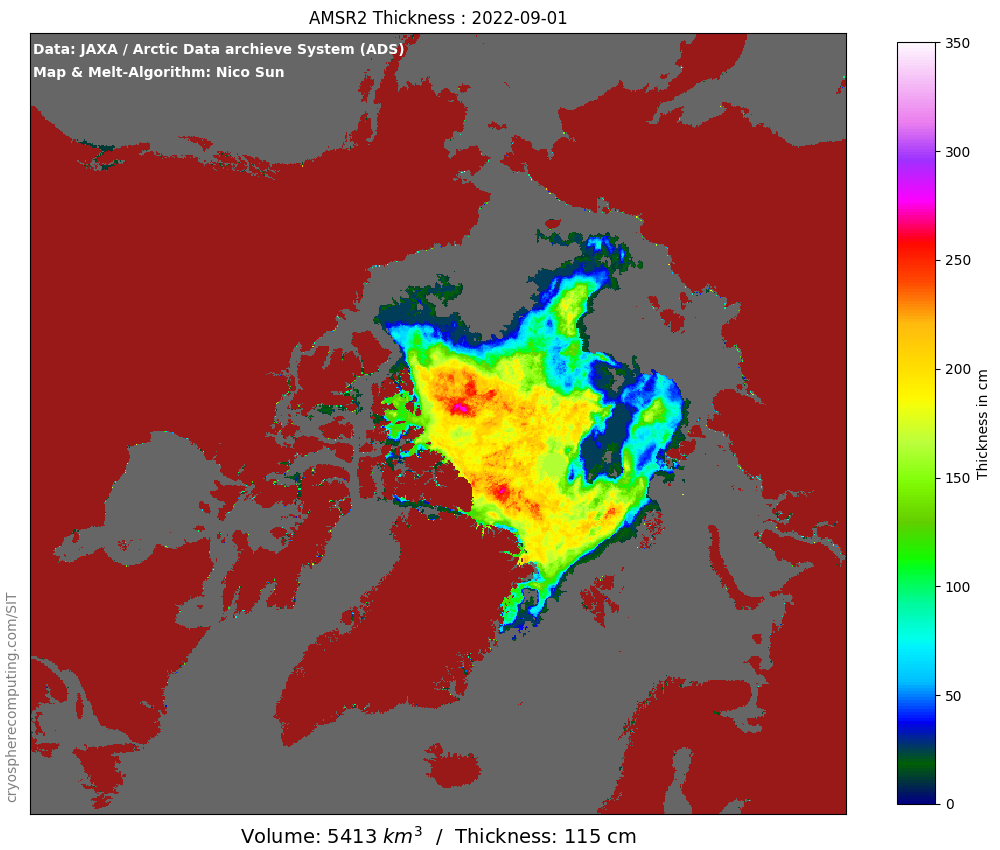 AMSR2 Thickness : 2022-09-01
Data: JAXA / Arctic Data archieve System (ADS)
Map & Melt-Algorithm: Nico Sun
350
300
250
200
150
100
50
0
Thickness in cm
cryospherecomputing.com/SIT
Volume: 5413 km³ / Thickness: 115 cm